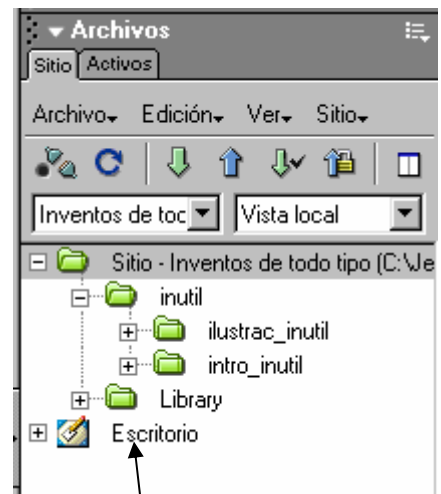 Archivos
Sitio Activos
Archivo Edición Ver Sitio
Inventos de toc Vista local
Sitio - Inventos de todo tipo (C:\Je
inutil
ilustrac_inutil
intro_inutil
Library
Escritorio